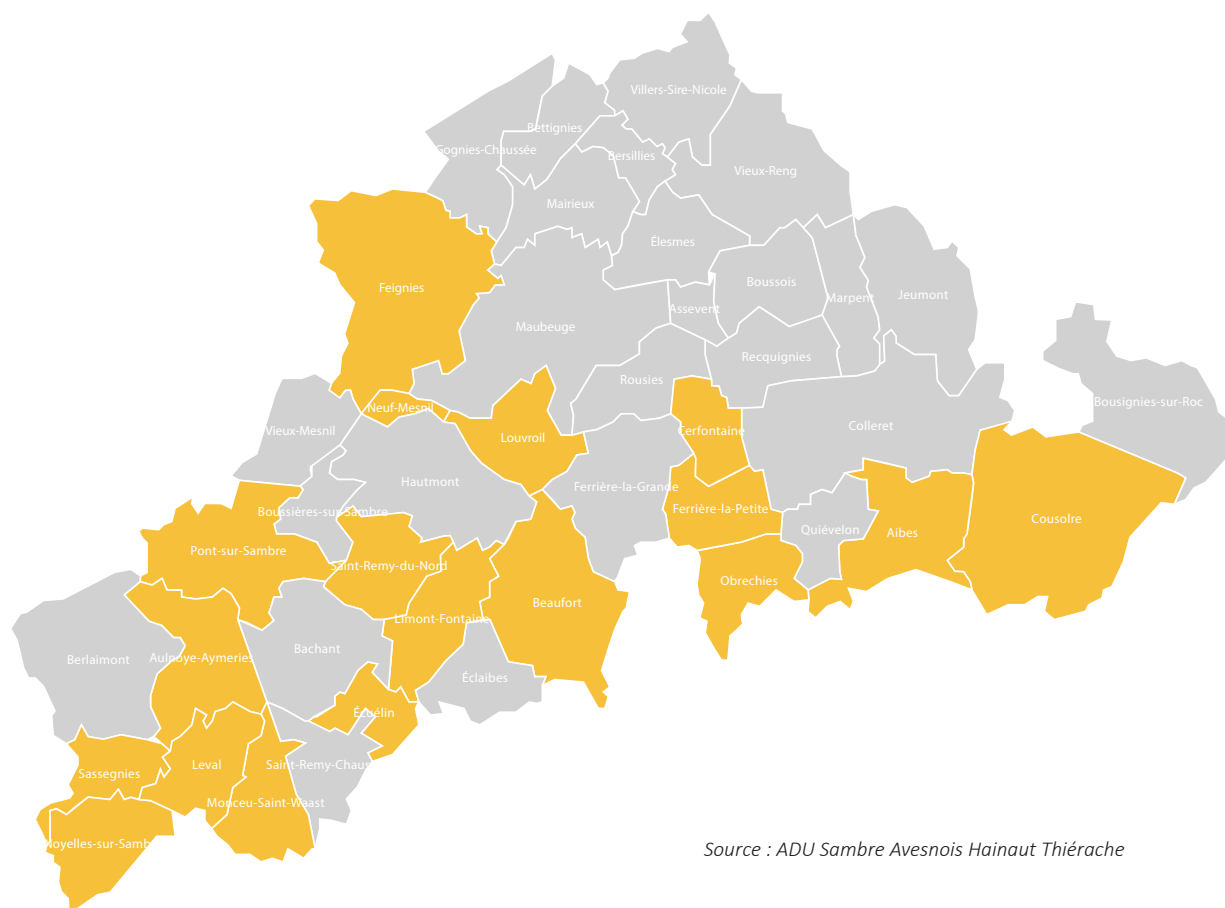 Villers-Sire-Nicole
Bettignies
Gognies-Chaussée
Bersillies
Vieux-Reng
Mairieux
Élesmes
Feignies
Boussois
Jeumont
Marpent
Assevent
Maubeuge
Recquignies
Rousies
Bousignies-sur-Roc
Neuf-Mesnil
Vieux-Mesnil
Louvroil
Cerfontaine
Colleret
Hautmont
Ferrière-la-Grande
Boussières-sur-Sambre
Ferrière-la-Petite
Cousolre
Quiévelon
Aibes
Pont-sur-Sambre
Saint-Remy-du-Nord
Obrechies
Beaufort
Limont-Fontaine
Bachant
Berlaimont
Aulnoye-Aymeries
Éclaibes
Écuélin
Sassegnies
Leval
Saint-Remy-Chaus
Monceu-Saint-Waast
Noyelles-sur-Samb
Source : ADU Sambre Avesnois Hainaut Thiérache